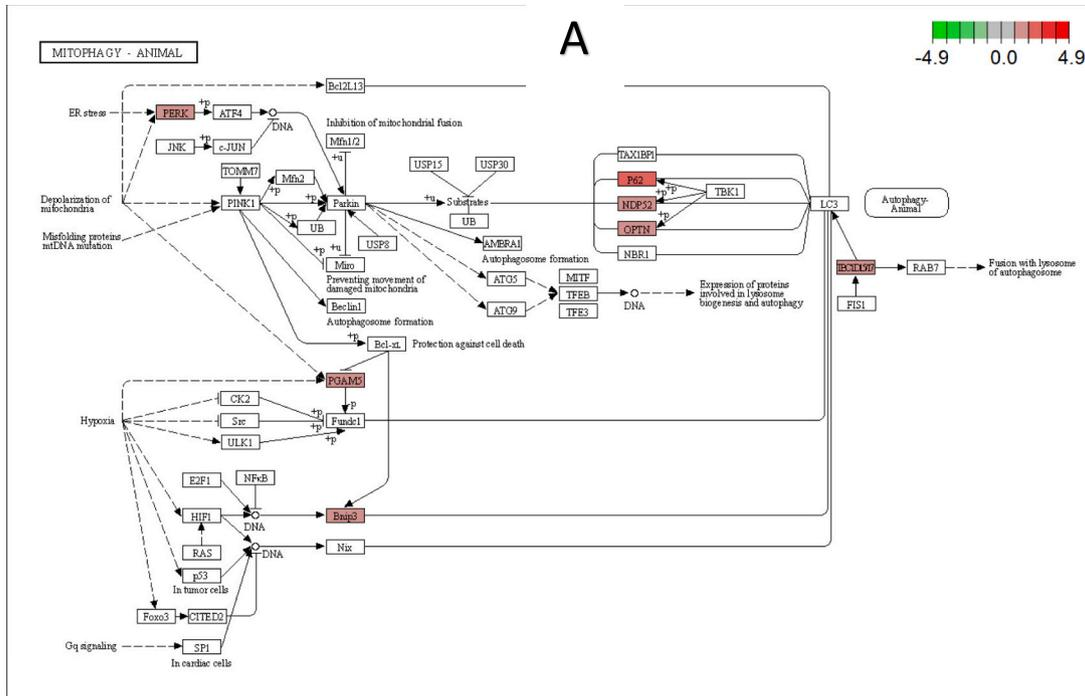 A
-4.9 0.0 4.9
MITOPHAGY - ANIMAL
Bcl2L13
ER stress
PERK
+p
ATF4
DNA
JNK
+p
c-JUN
Inhibition of mitochondrial fusion
Mfn1/2
+u
TOMM7
Mfn2
+p
+p
Depolarization of
mitochondria
PINK1
Parkin
+p
UB
USP8
Misfolding proteins
mtDNA mutation
+p
+u
Miro
Preventing movement of
damaged mitochondria
Beclin1
Autophagosome formation
USP15
USP30
+u
Substrates
UB
AMBRA1
Autophagosome formation
ATG5
ATG9
MITF
TFEB
TFE3
DNA
Expression of proteins
involved in lysosome
biogenesis and autophagy
TAX1BP1
P62
NDP52
OPTN
NBR1
+p
+p
+p
TBK1
LC3
Autophagy-
Animal
TBC1D15/17
RAB7
Fusion with lysosome
of autophagosome
FIS1
+p
Bcl-xL
Protection against cell death
PGAM5
-p
Hypoxia
CK2
Src
ULK1
+p
+p
+p
Fundc1
E2F1
NFκB
HIF1
DNA
Bnip3
RAS
DNA
Nix
p53
In tumor cells
Foxo3
CITED2
Gq signaling
SP1
In cardiac cells